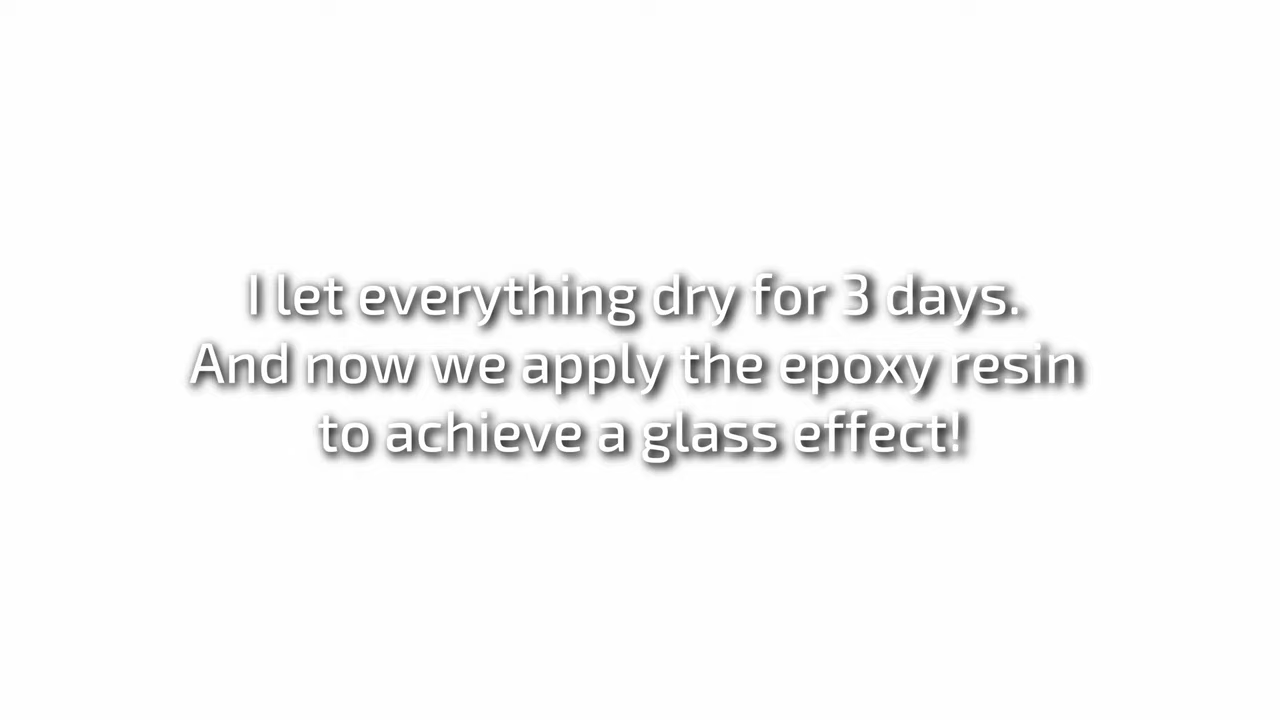 I let everything dry for 3 days.
And now we apply the epoxy resin
to achieve a glass effect!